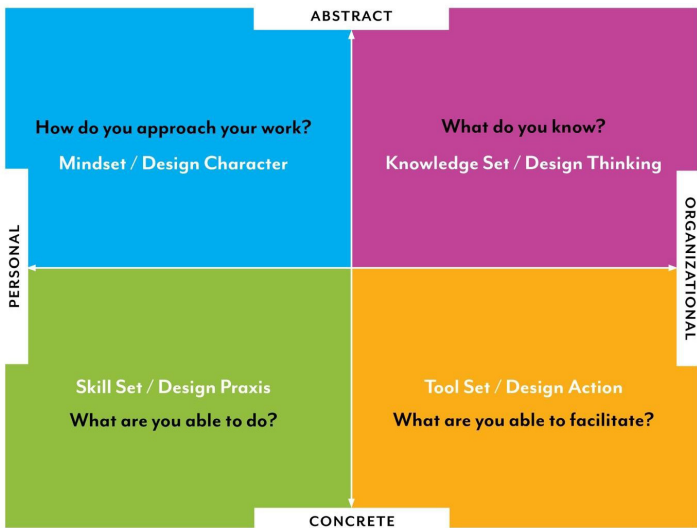 ABSTRACT
How do you approach your work?
Mindset / Design Character
What do you know?
Knowledge Set / Design Thinking
PERSONAL
ORGANIZATIONAL
Skill Set / Design Praxis
What are you able to do?
Tool Set / Design Action
What are you able to facilitate?
CONCRETE